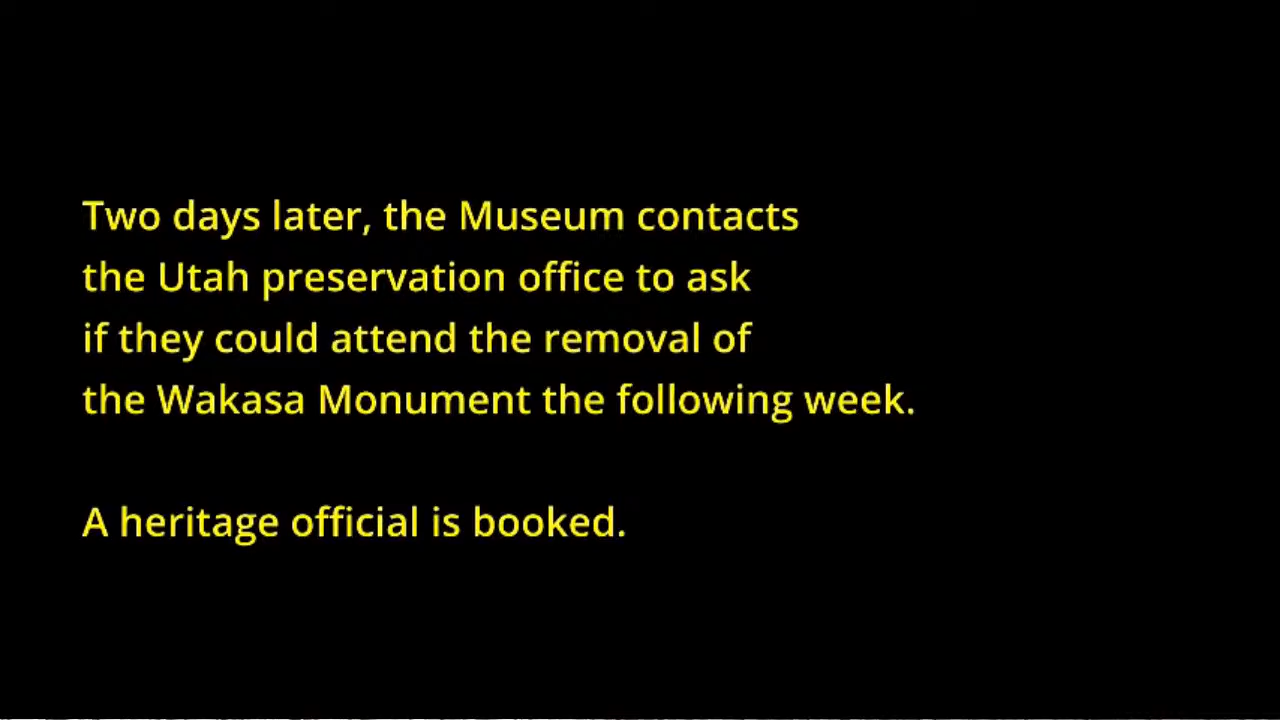 Two days later, the Museum contacts
the Utah preservation office to ask
if they could attend the removal of
the Wakasa Monument the following week.
A heritage official is booked.